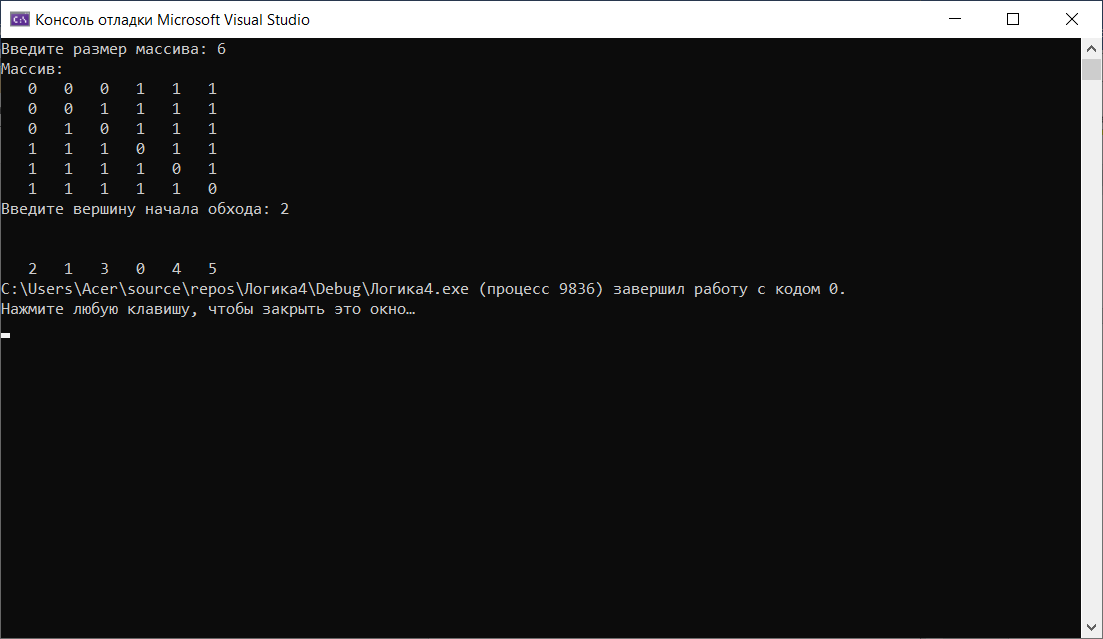 Консоль отладки Microsoft Visual Studio
Введите размер массива: 6
Массив:
0 0 0 1 1 1
0 0 1 1 1 1
0 1 0 1 1 1
1 1 1 0 1 1
1 1 1 1 0 1
1 1 1 1 1 0
Введите вершину начала обхода: 2
2 1 3 0 4 5
C:\Users\Acer\source\repos\Логика4\Debug\Логика4.exe (процесс 9836) завершил работу с кодом 0.
Нажмите любую клавишу, чтобы закрыть это окно…